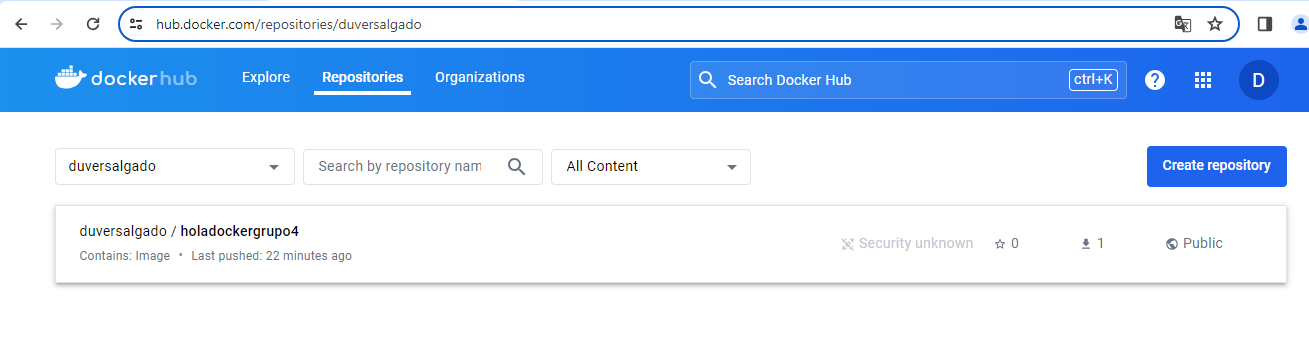 hub.docker.com/repositories/duversalgado
dockerhub Explore Repositories Organizations Search Docker Hub ctrl+K ? D
duversalgado Search by repository nam All Content Create repository
duversalgado / holadockergrupo4
Contains: Image • Last pushed: 22 minutes ago Security unknown 0 1 Public